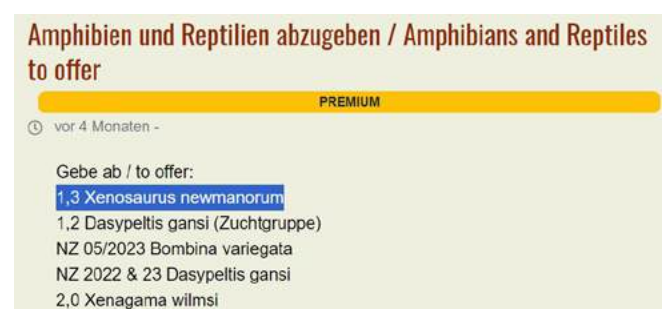 Amphibien und Reptilien abzugeben / Amphibians and Reptiles
to offer
PREMIUM
vor 4 Monaten -
Gebe ab / to offer:
1,3 Xenosaurus newmanorum
1,2 Dasypeltis gansi (Zuchtgruppe)
NZ 05/2023 Bombina variegata
NZ 2022 & 23 Dasypeltis gansi
2,0 Xenagama wilmsi